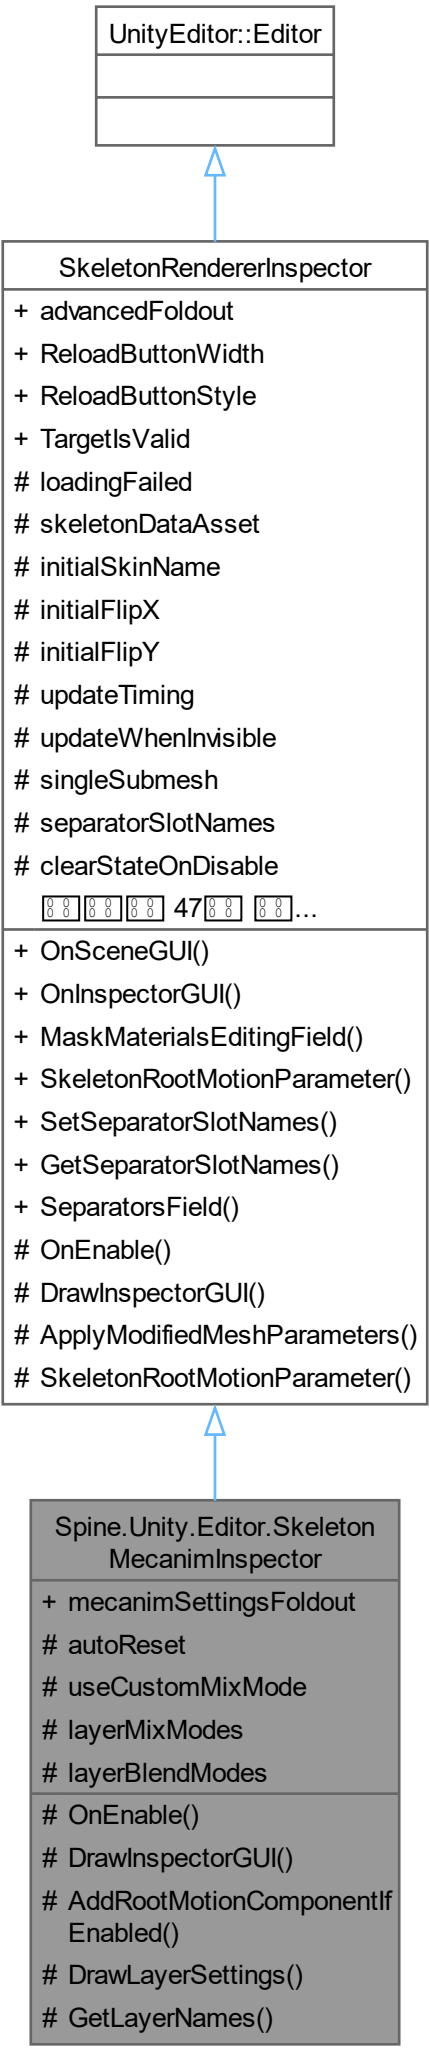 UnityEditor::Editor
SkeletonRendererInspector
+ advancedFoldout
+ ReloadButtonWidth
+ ReloadButtonStyle
+ TargetIsValid
# loadingFailed
# skeletonDataAsset
# initialSkinName
# initialFlipX
# initialFlipY
# updateTiming
# updateWhenInvisible
# singleSubmesh
# separatorSlotNames
# clearStateOnDisable
47 ...
+ OnSceneGUI()
+ OnInspectorGUI()
+ MaskMaterialsEditingField()
+ SkeletonRootMotionParameter()
+ SetSeparatorSlotNames()
+ GetSeparatorSlotNames()
+ SeparatorsField()
# OnEnable()
# DrawInspectorGUI()
# ApplyModifiedMeshParameters()
# SkeletonRootMotionParameter()
Spine.Unity.Editor.Skeleton
MecanimInspector
+ mecanimSettingsFoldout
# autoReset
# useCustomMixMode
# layerMixModes
# layerBlendModes
# OnEnable()
# DrawInspectorGUI()
# AddRootMotionComponentIf
Enabled()
# DrawLayerSettings()
# GetLayerNames()